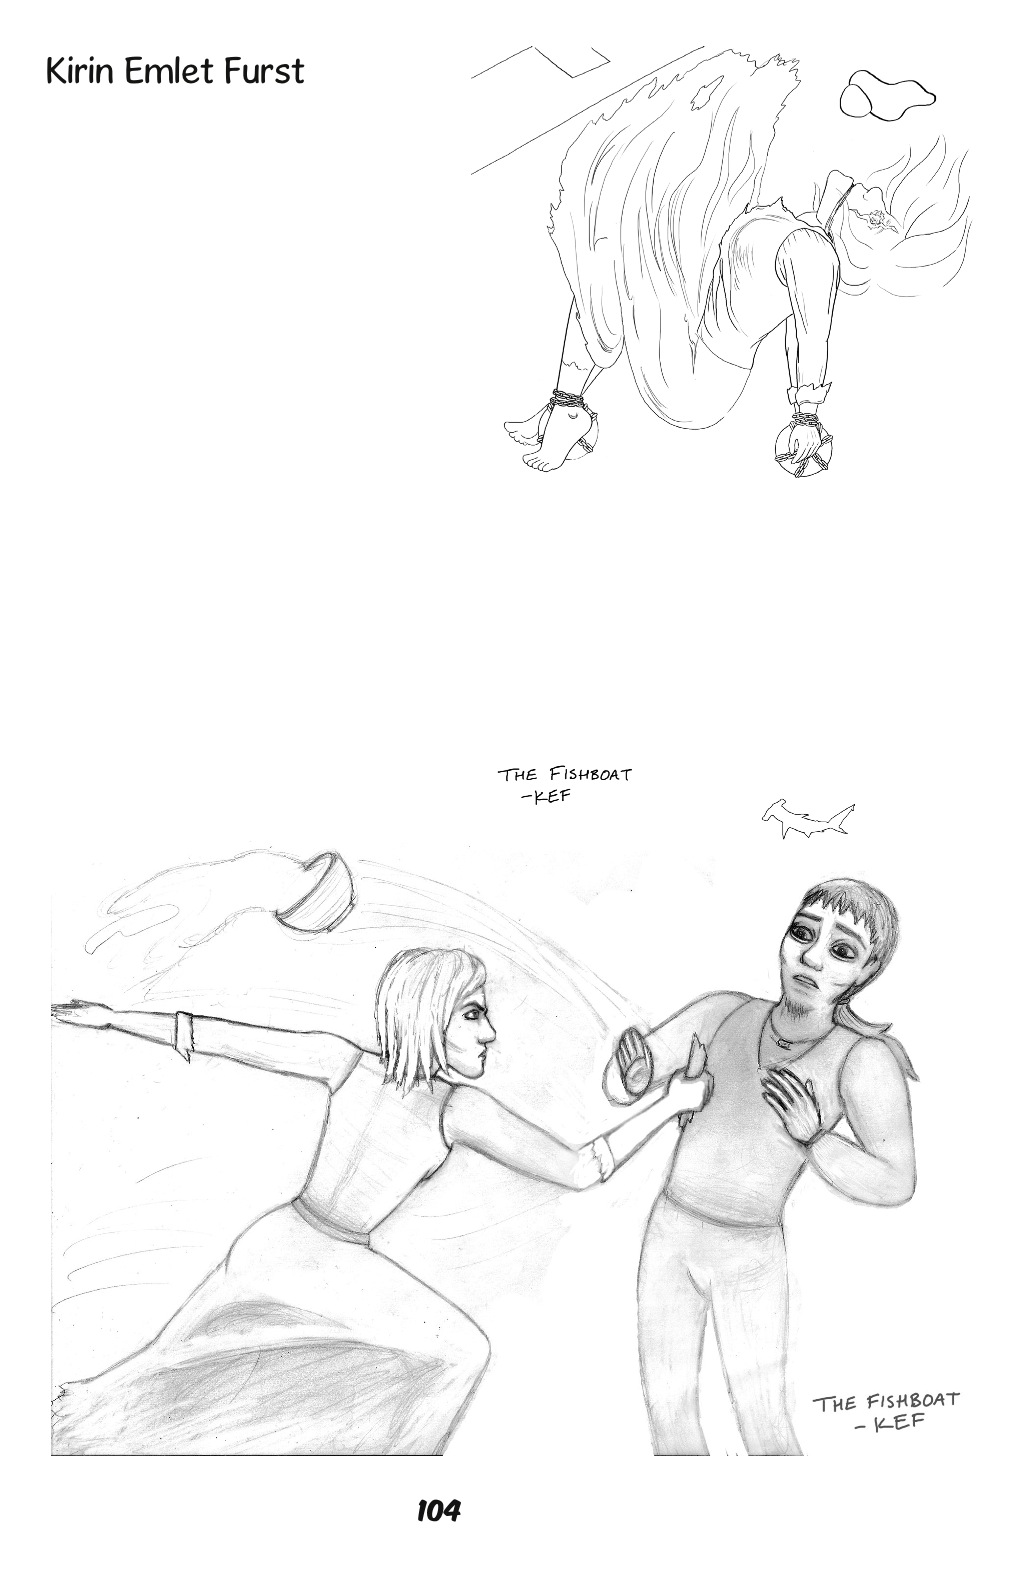 Kirin Emlet Furst
THE FISHBOAT
-KEF
THE FISHBOAT
- KEF
104